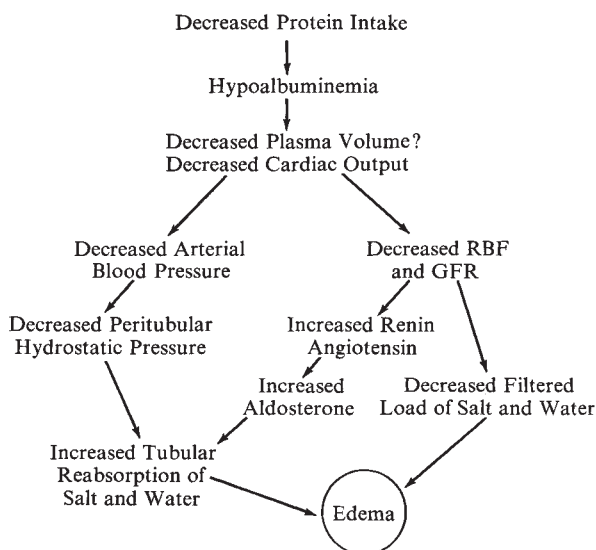 Decreased Protein Intake
Hypoalbuminemia
Decreased Plasma Volume?
Decreased Cardiac Output
Decreased Arterial
Blood Pressure
Decreased RBF
and GFR
Decreased Peritubular
Hydrostatic Pressure
Increased Renin
Angiotensin
Increased
Aldosterone
Decreased Filtered
Load of Salt and Water
Increased Tubular
Reabsorption of
Salt and Water
Edema